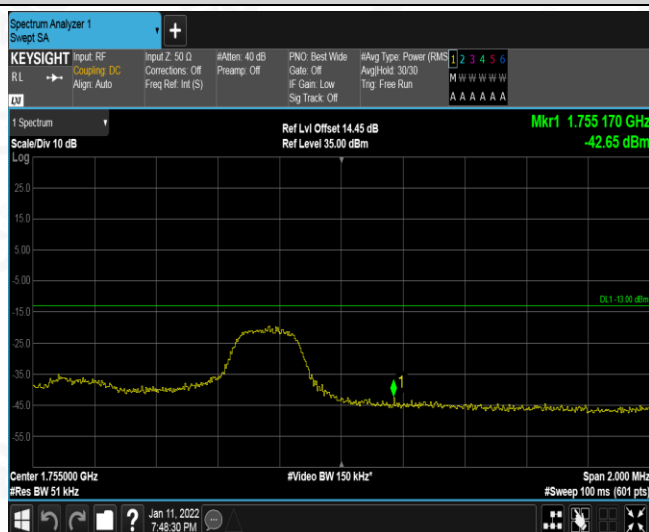 Spectrum Analyzer 1
Swept SA
+
KEYSIGHT
RL
Input: RF
Coupling: DC
Align: Auto
Input Z: 50 Ω
Corrections: Off
Freq Ref: Int (S)
#Atten: 40 dB
Preamp: Off
PNO: Best Wide
Gate: Off
IF Gain: Low
Sig Track: Off
#Avg Type: Power (RMS
Avg|Hold: 30/30
Trig: Free Run
1 2 3 4 5 6
M W W W W W
A A A A A A
LXI
1 Spectrum
Scale/Div 10 dB
Ref Lvl Offset 14.45 dB
Ref Level 35.00 dBm
Mkr1 1.755 170 GHz
-42.65 dBm
Log
25.0
15.0
5.00
-5.00
DL1 -13.00 dBm
-15.0
-25.0
-35.0
1
-45.0
-55.0
Center 1.755000 GHz
#Video BW 150 kHz*
Span 2.000 MHz
#Res BW 51 kHz
#Sweep 100 ms (601 pts)
?
Jan 11, 2022
7:48:30 PM